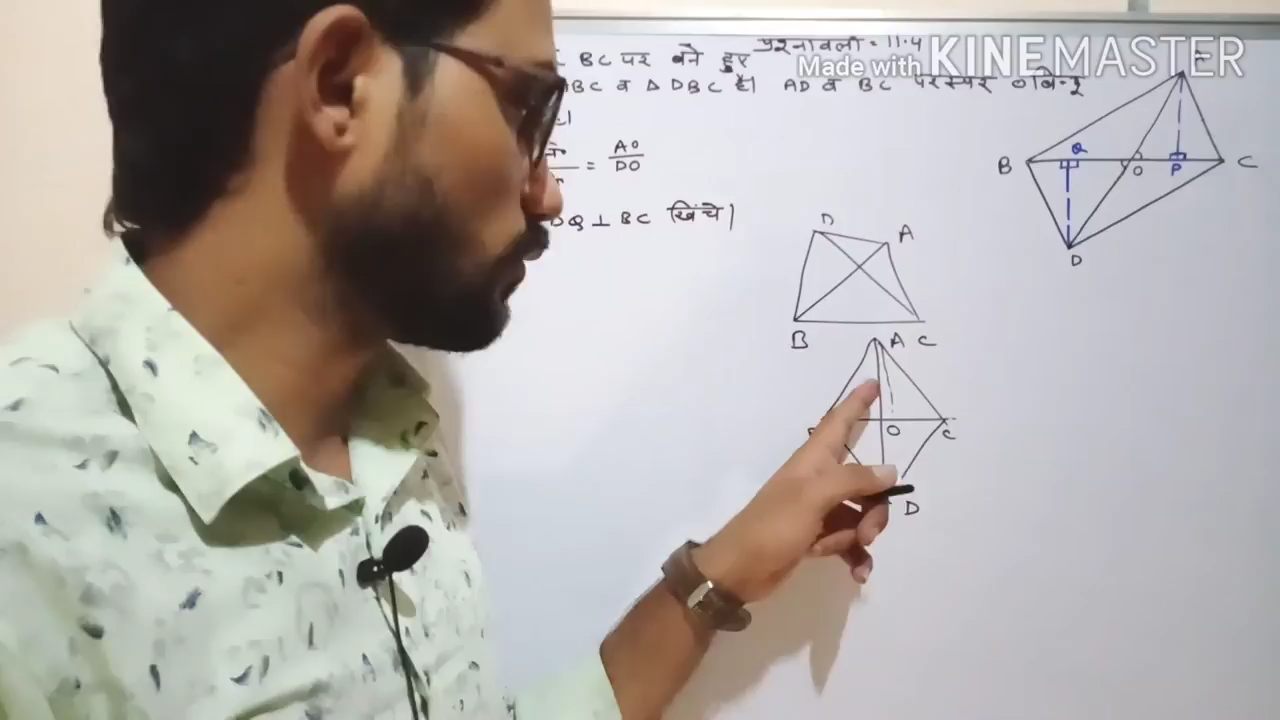 प्रश्नावली = 11.4
BC पर बने हुए
ABC व Δ DBC है। AD व BC परस्पर O बिन्दु
= AO/DO
DQ ⊥ BC खिंचे।
Made with KINEMASTER
A
B Q O P C
D
D A
B C
A
O C
D